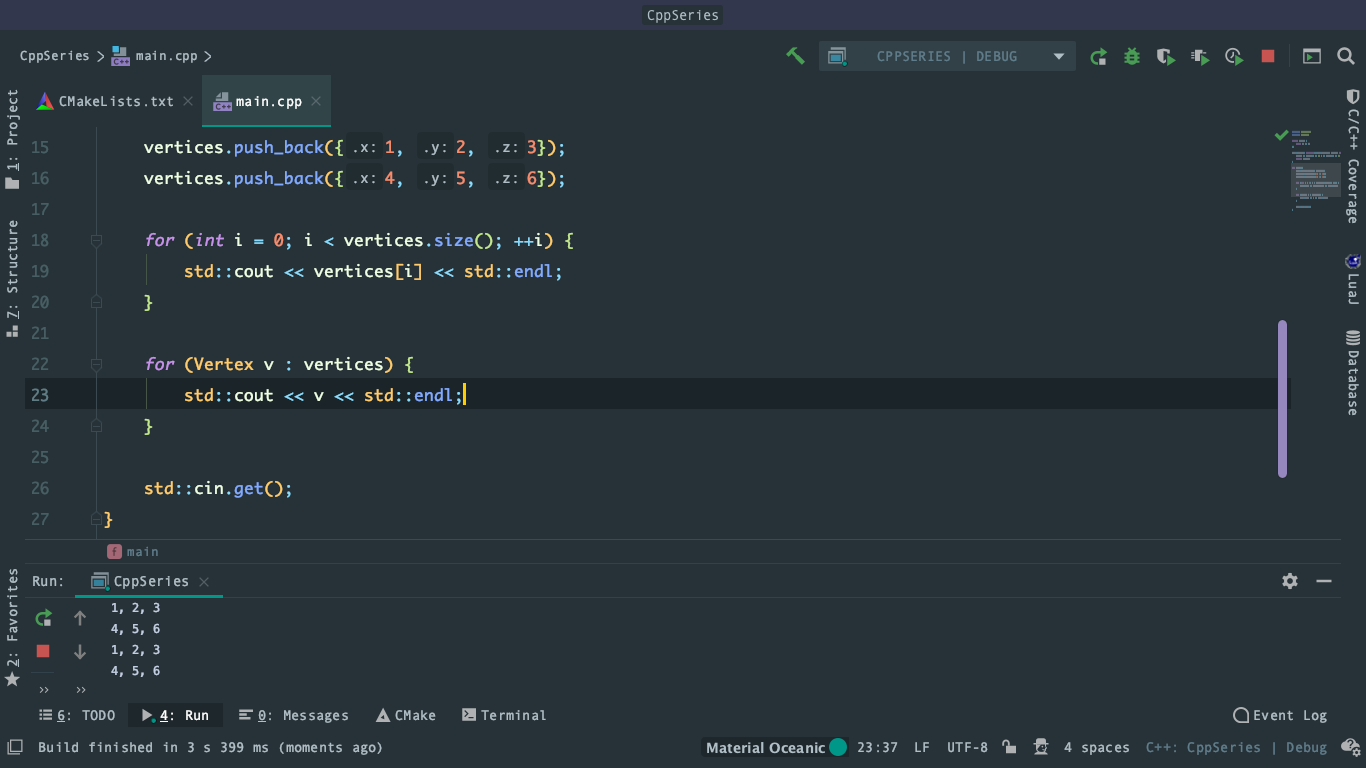 CppSeries
CppSeries > main.cpp >
CPPSERIES | DEBUG
CMakeLists.txt
main.cpp
1: Project
Z: Structure
2: Favorites
C/C++ Coverage
LuaJ
Database
15 vertices.push_back({ .x: 1, .y: 2, .z: 3});
16 vertices.push_back({ .x: 4, .y: 5, .z: 6});
17
18 for (int i = 0; i < vertices.size(); ++i) {
19 std::cout << vertices[i] << std::endl;
20 }
21
22 for (Vertex v : vertices) {
23 std::cout << v << std::endl;
24 }
25
26 std::cin.get();
27 }
f main
Run: CppSeries
1, 2, 3
4, 5, 6
1, 2, 3
4, 5, 6
6: TODO 4: Run 0: Messages CMake Terminal Event Log
Build finished in 3 s 399 ms (moments ago) Material Oceanic 23:37 LF UTF-8 4 spaces C++: CppSeries | Debug